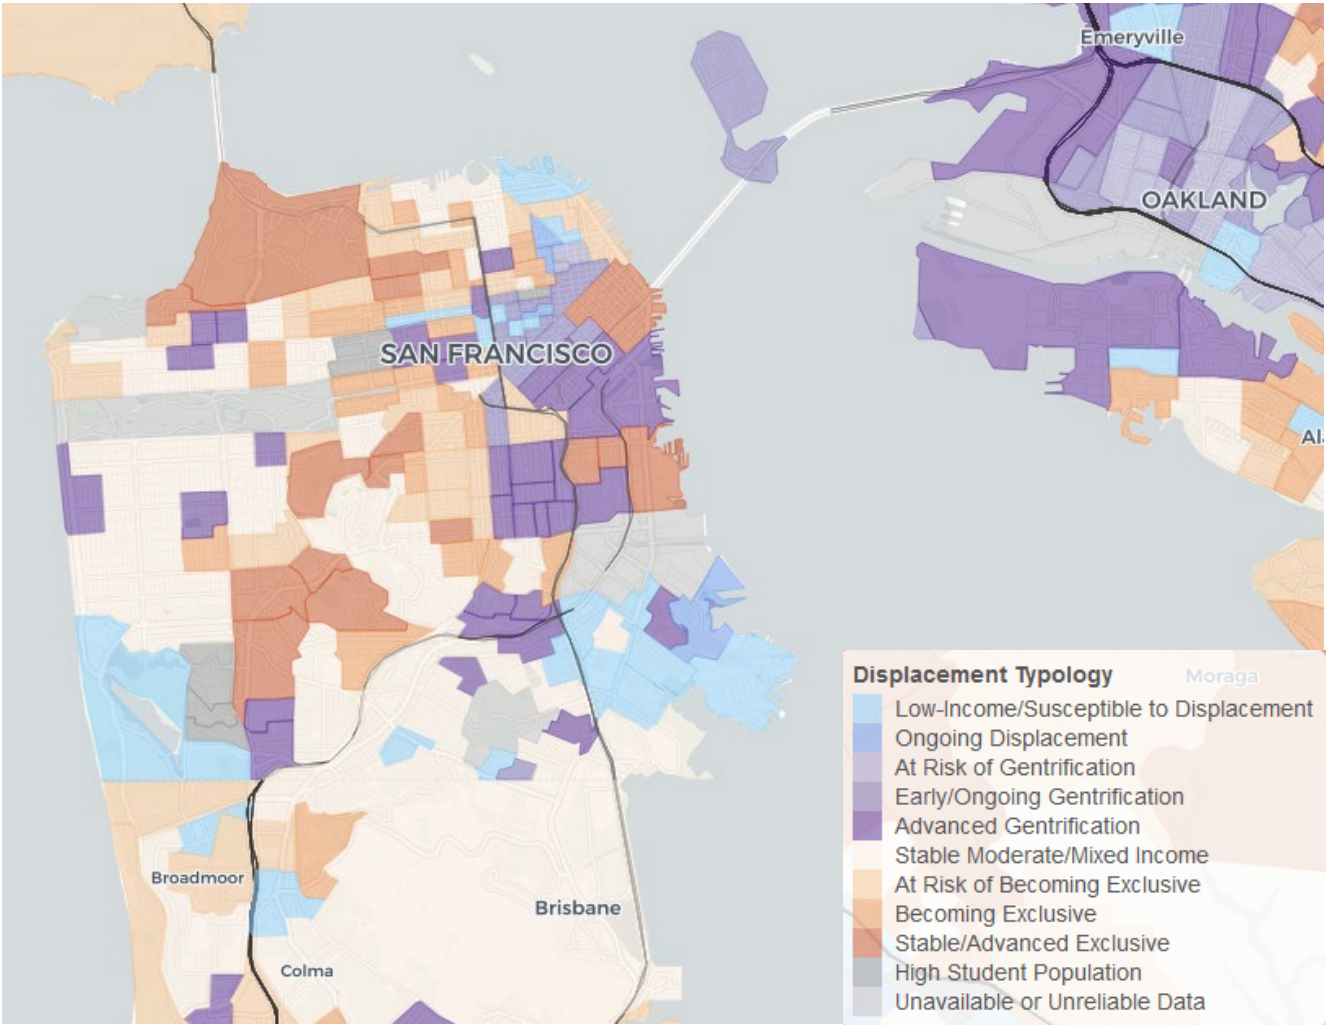 Emeryville
OAKLAND
SAN FRANCISCO
Al
Displacement Typology
Moraga
Low-Income/Susceptible to Displacement
Ongoing Displacement
At Risk of Gentrification
Early/Ongoing Gentrification
Advanced Gentrification
Stable Moderate/Mixed Income
At Risk of Becoming Exclusive
Becoming Exclusive
Stable/Advanced Exclusive
High Student Population
Unavailable or Unreliable Data
Broadmoor
Brisbane
Colma